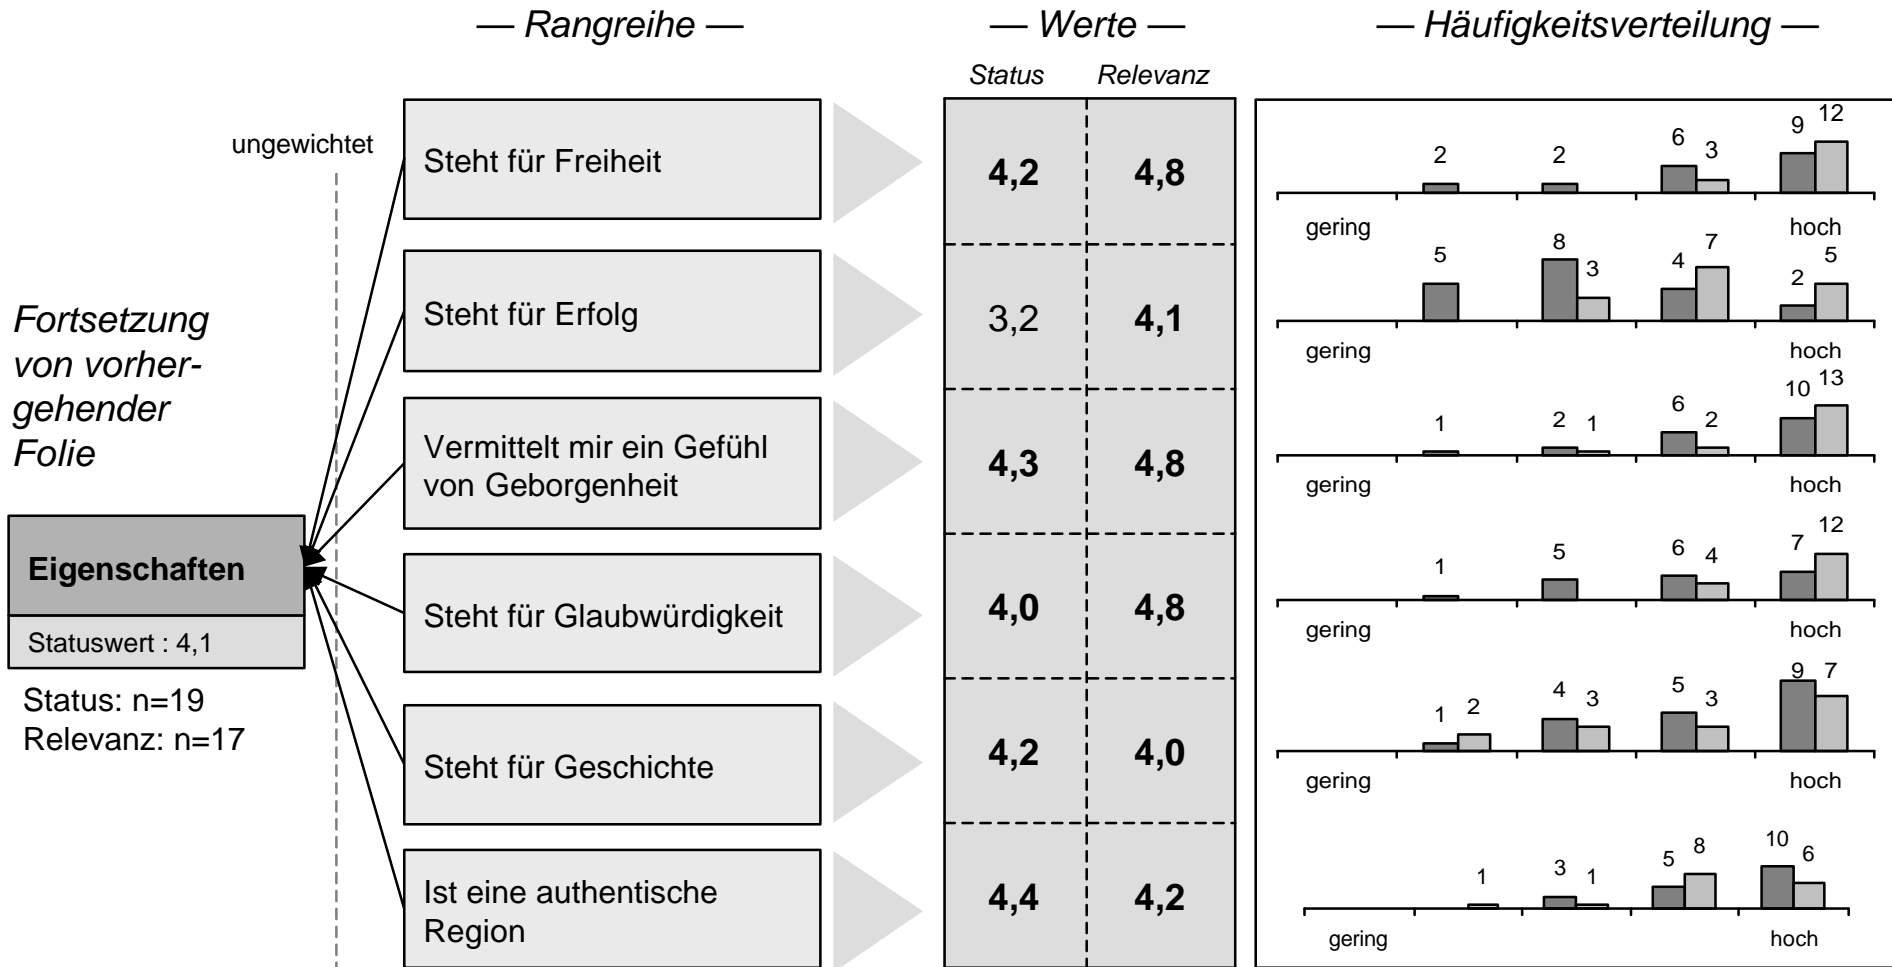 — Rangreihe — — Werte — — Häufigkeitsverteilung —
Status Relevanz
ungewichtet
Steht für Freiheit
4,2 4,8
2 2 6 3 9 12
gering hoch
Fortsetzung
von vorher-
gehender
Folie
Steht für Erfolg
3,2 4,1
5 8 3 4 7 2 5
gering hoch
Vermittelt mir ein Gefühl
von Geborgenheit
4,3 4,8
1 2 1 6 2 10 13
gering hoch
Eigenschaften
Statuswert : 4,1
Status: n=19
Relevanz: n=17
Steht für Glaubwürdigkeit
4,0 4,8
1 5 6 4 7 12
gering hoch
Steht für Geschichte
4,2 4,0
1 2 4 3 5 3 9 7
gering hoch
Ist eine authentische
Region
4,4 4,2
1 3 1 5 8 10 6
gering hoch